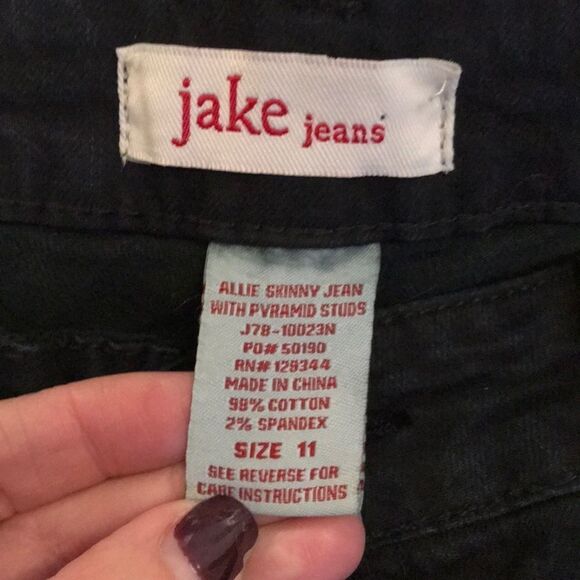 jake jeans
ALLIE SKINNY JEAN
WITH PYRAMID STUDS
J78-10023N
PO# 50190
RN# 129344
MADE IN CHINA
98% COTTON
2% SPANDEX
SIZE 11
SEE REVERSE FOR
CARE INSTRUCTIONS